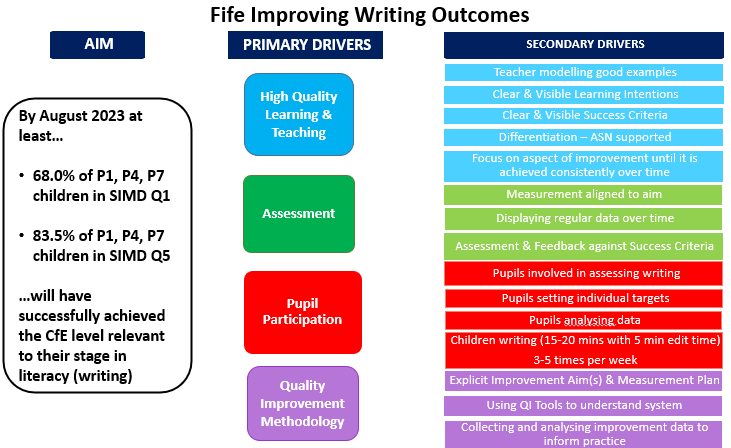 Fife Improving Writing Outcomes
AIM
By August 2023 at
least…
• 68.0% of P1, P4, P7
children in SIMD Q1
• 83.5% of P1, P4, P7
children in SIMD Q5
…will have
successfully achieved
the CfE level relevant
to their stage in
literacy (writing)
PRIMARY DRIVERS
High Quality
Learning &
Teaching
Assessment
Pupil
Participation
Quality
Improvement
Methodology
SECONDARY DRIVERS
Teacher modelling good examples
Clear & Visible Learning Intentions
Clear & Visible Success Criteria
Differentiation – ASN supported
Focus on aspect of improvement until it is
achieved consistently over time
Measurement aligned to aim
Displaying regular data over time
Assessment & Feedback against Success Criteria
Pupils involved in assessing writing
Pupils setting individual targets
Pupils analysing data
Children writing (15-20 mins with 5 min edit time)
3-5 times per week
Explicit Improvement Aim(s) & Measurement Plan
Using QI Tools to understand system
Collecting and analysing improvement data to
inform practice